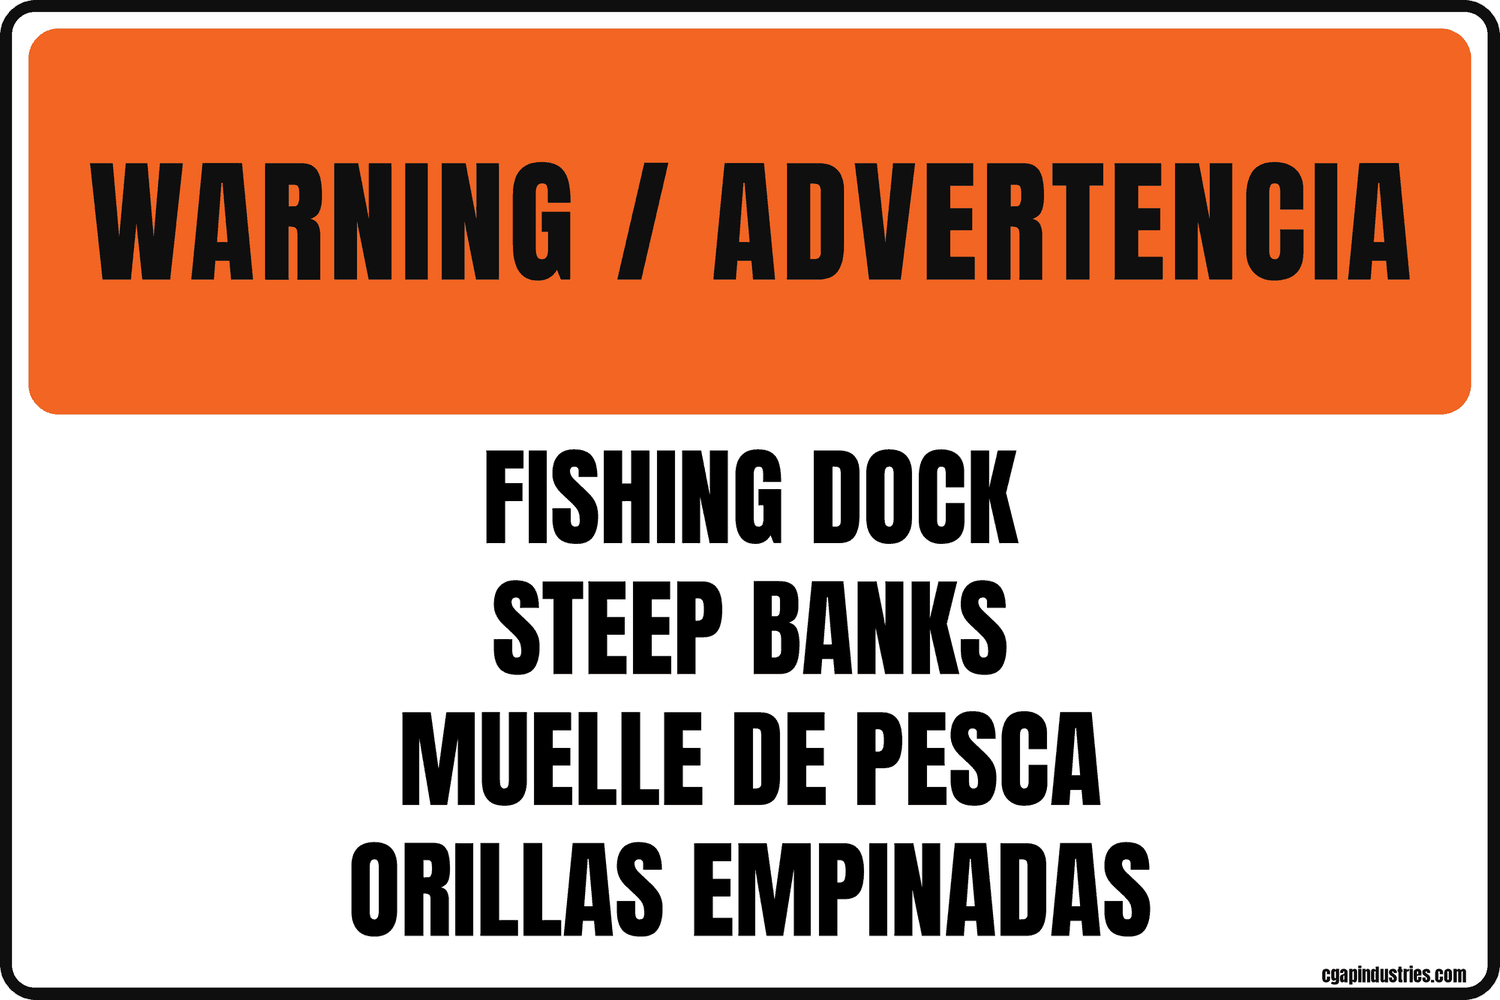 WARNING / ADVERTENCIA
FISHING DOCK
STEEP BANKS
MUELLE DE PESCA
ORILLAS EMPINADAS
cgapindustries.com